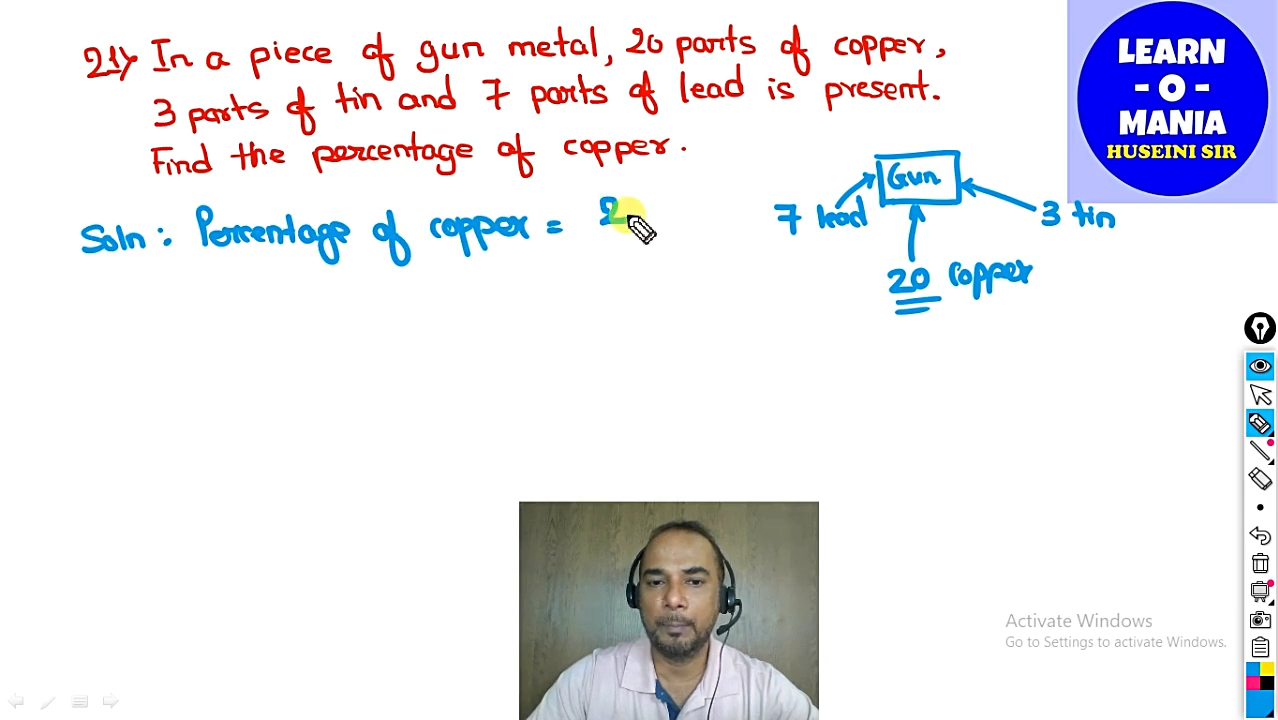 21) In a piece of gun metal, 20 parts of copper,
3 parts of tin and 7 parts of lead is present.
Find the percentage of copper.
Soln : Percentage of copper = 2
Gun
7 lead
3 tin
20 copper
LEARN
- O -
MANIA
HUSEINI SIR
Activate Windows
Go to Settings to activate Windows.